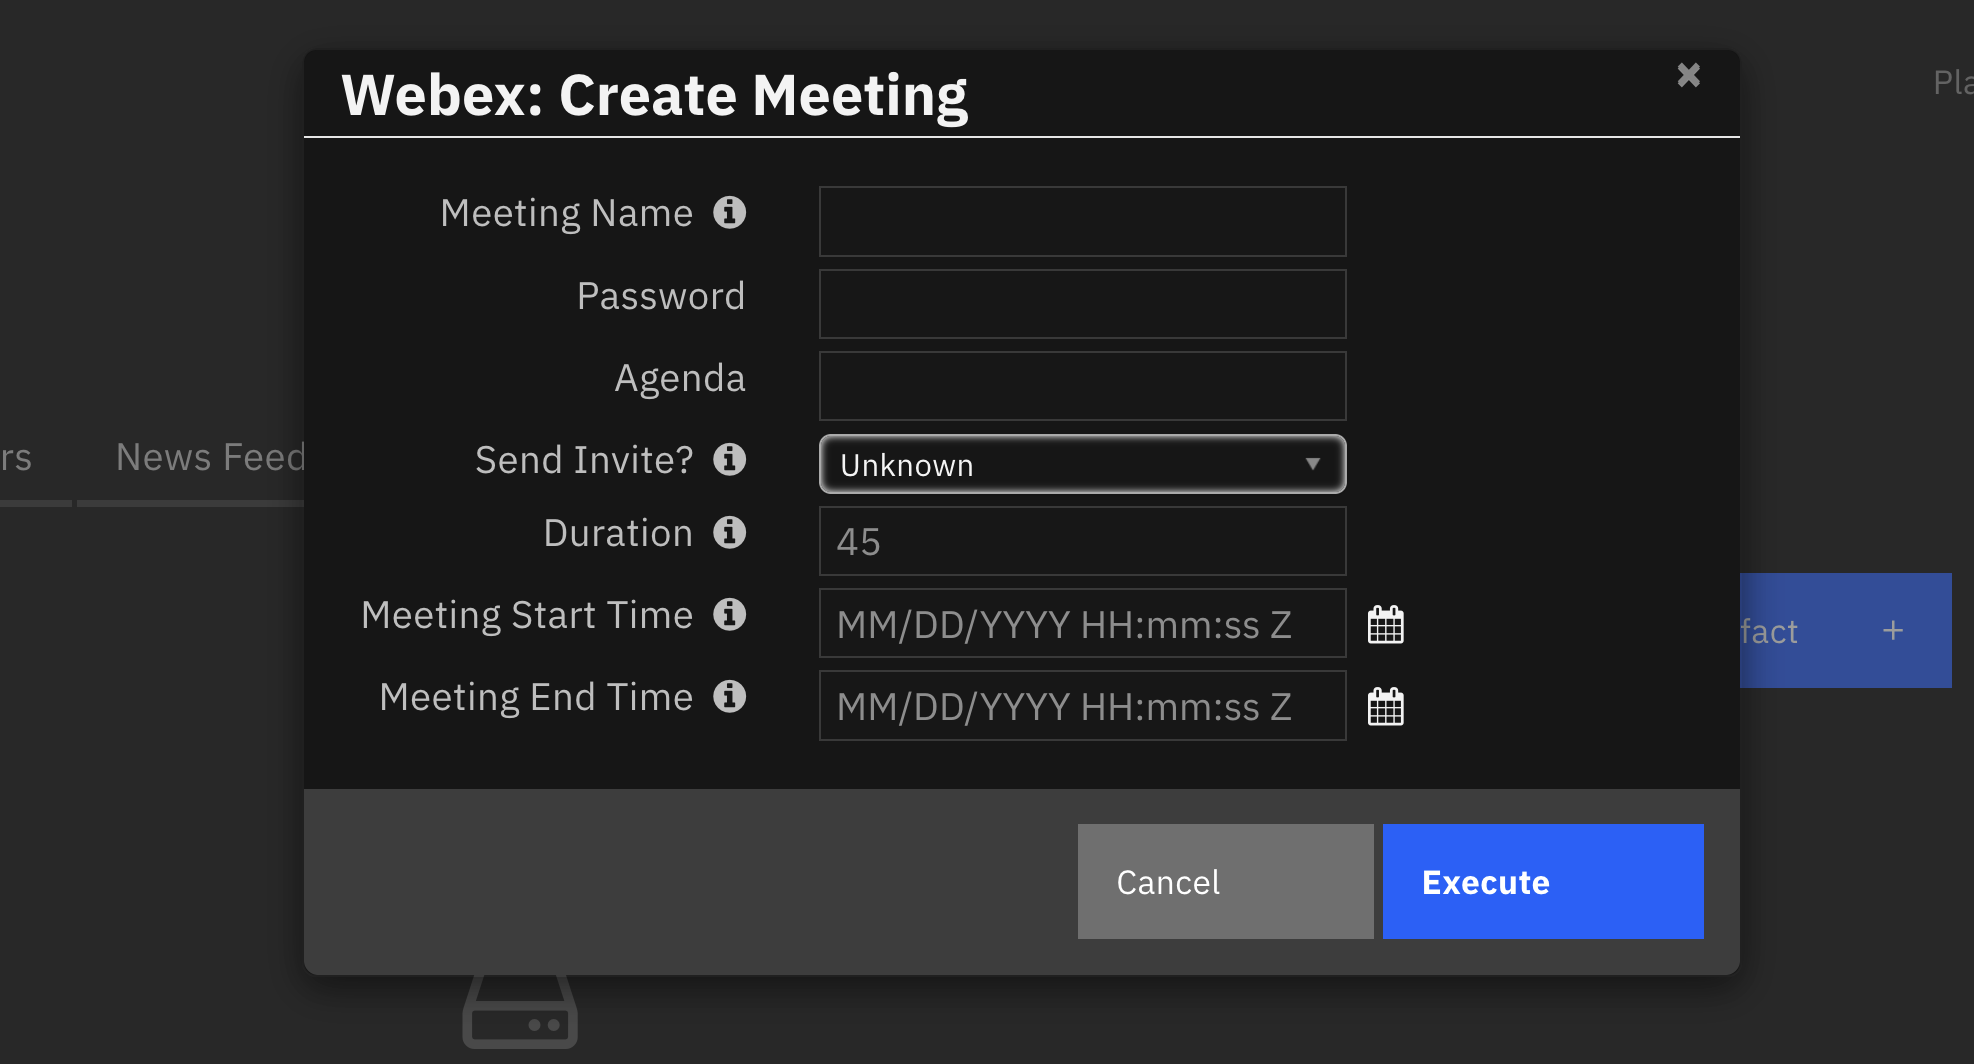 Webex: Create Meeting
Pla
Meeting Name
Password
Agenda
Send Invite?
Unknown
rs
News Feed
Duration
45
Meeting Start Time
MM/DD/YYYY HH:mm:ss Z
fact +
Meeting End Time
MM/DD/YYYY HH:mm:ss Z
Cancel
Execute